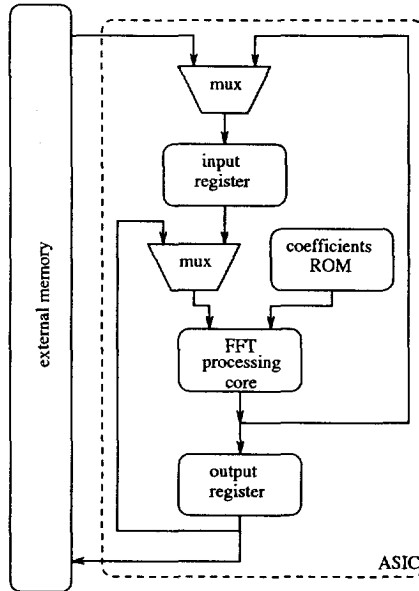 mux
input
register
mux
coefficients
ROM
external memory
FFT
processing
core
output
register
ASIC